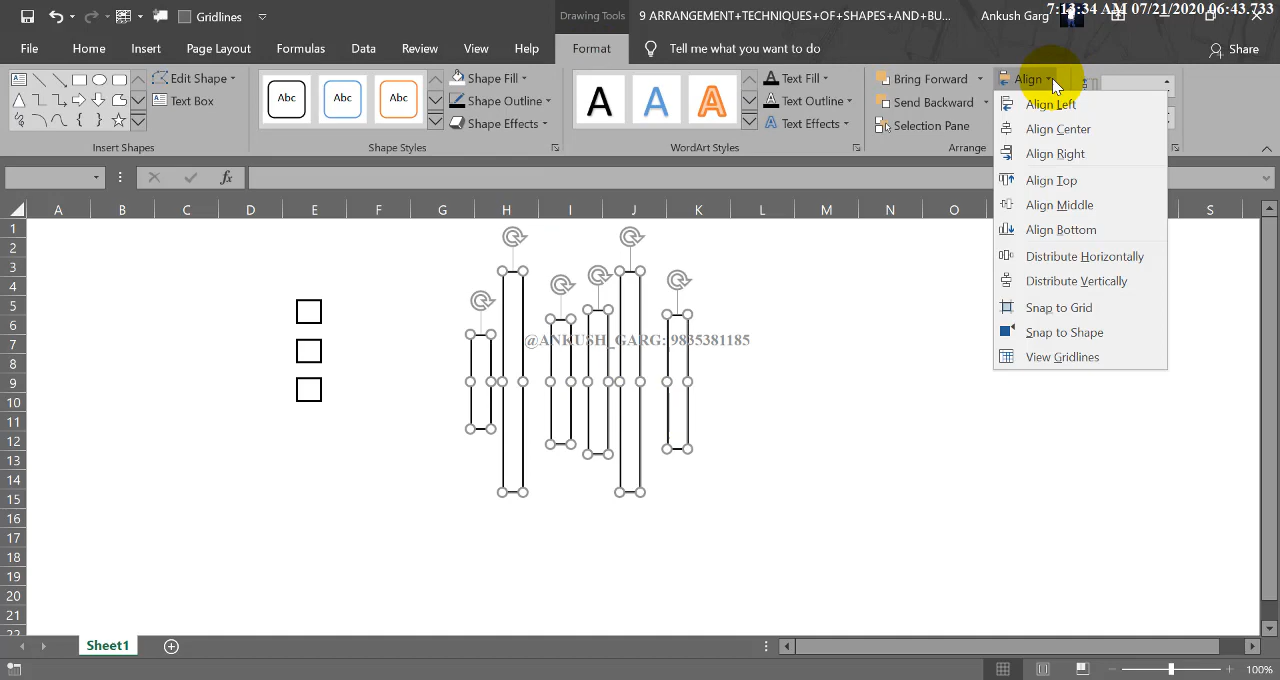 7:13:34 AM 07/21/2020 06:43.733
Gridlines
Drawing Tools
9 ARRANGEMENT+TECHNIQUES+OF+SHAPES+AND+BU...
Ankush Garg
File Home Insert Page Layout Formulas Data Review View Help Format Tell me what you want to do Share
Edit Shape
Text Box
Insert Shapes
Abc Abc Abc
Shape Fill
Shape Outline
Shape Effects
Shape Styles
A A A
Text Fill
Text Outline
Text Effects
WordArt Styles
Bring Forward
Send Backward
Selection Pane
Arrange
Align
Align Left
Align Center
Align Right
Align Top
Align Middle
Align Bottom
Distribute Horizontally
Distribute Vertically
Snap to Grid
Snap to Shape
View Gridlines
fx
A B C D E F G H I J K L M N O S
1
2
3
4
5
6
7
8
9
10
11
12
13
14
15
16
17
18
19
20
21
22
@ANKUSH_GARG: 9835381185
Sheet1
100%